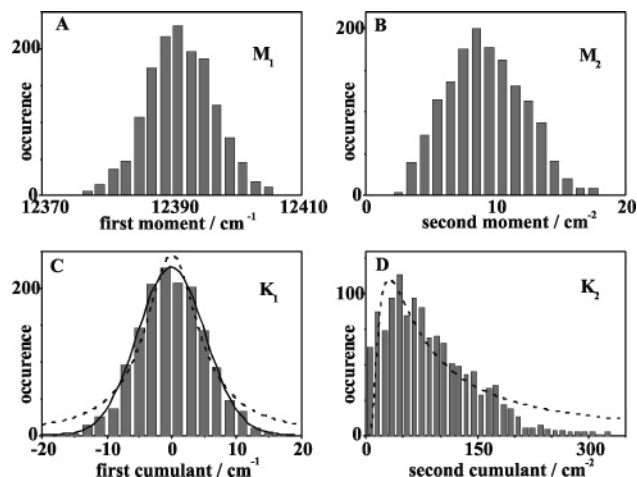 A
M1
200
0
occurence
12370
12390
12410
first moment / cm-1
B
M2
200
0
occurence
0
10
20
second moment / cm-2
C
K1
200
0
occurence
-20
-10
0
10
20
first cumulant / cm-1
D
K2
100
0
occurence
0
150
300
second cumulant / cm-2